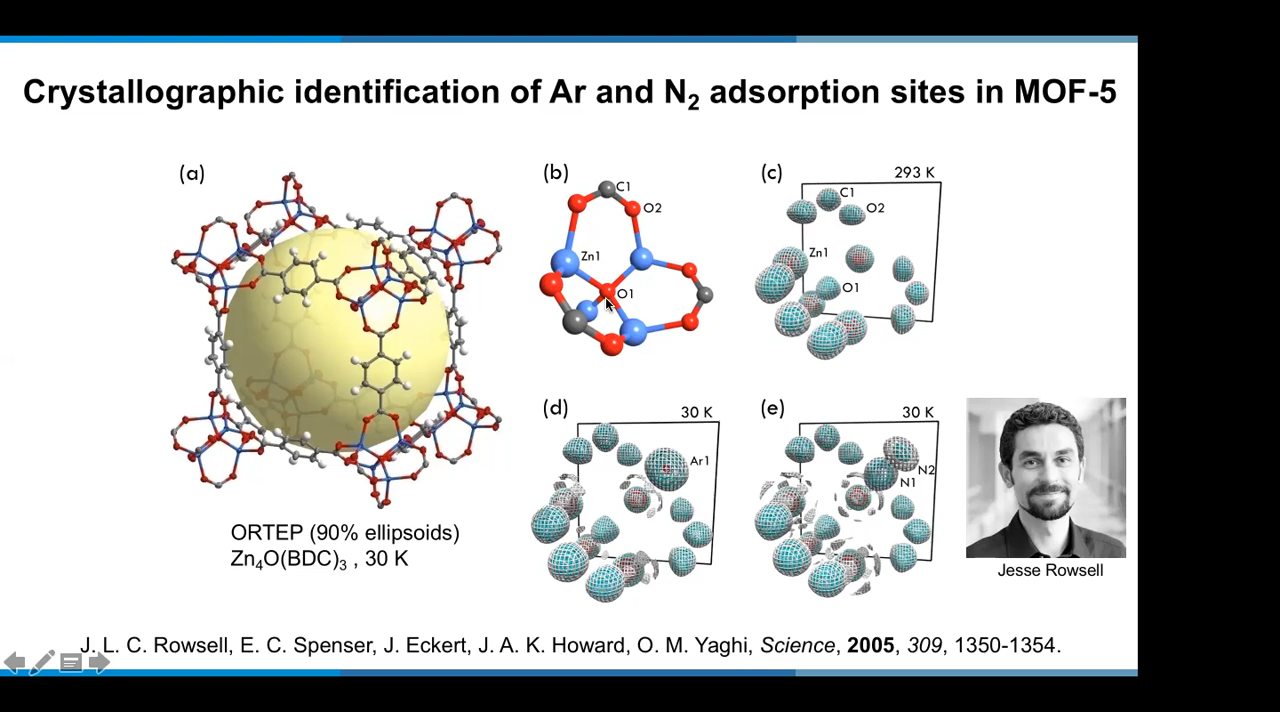 Crystallographic identification of Ar and N2 adsorption sites in MOF-5
(a)
(b)
C1
O2
Zn1
O1
(c)
293 K
C1
O2
Zn1
O1
(d)
30 K
Ar1
(e)
30 K
N2
N1
Jesse Rowsell
ORTEP (90% ellipsoids)
Zn4O(BDC)3 , 30 K
J. L. C. Rowsell, E. C. Spenser, J. Eckert, J. A. K. Howard, O. M. Yaghi, Science, 2005, 309, 1350-1354.